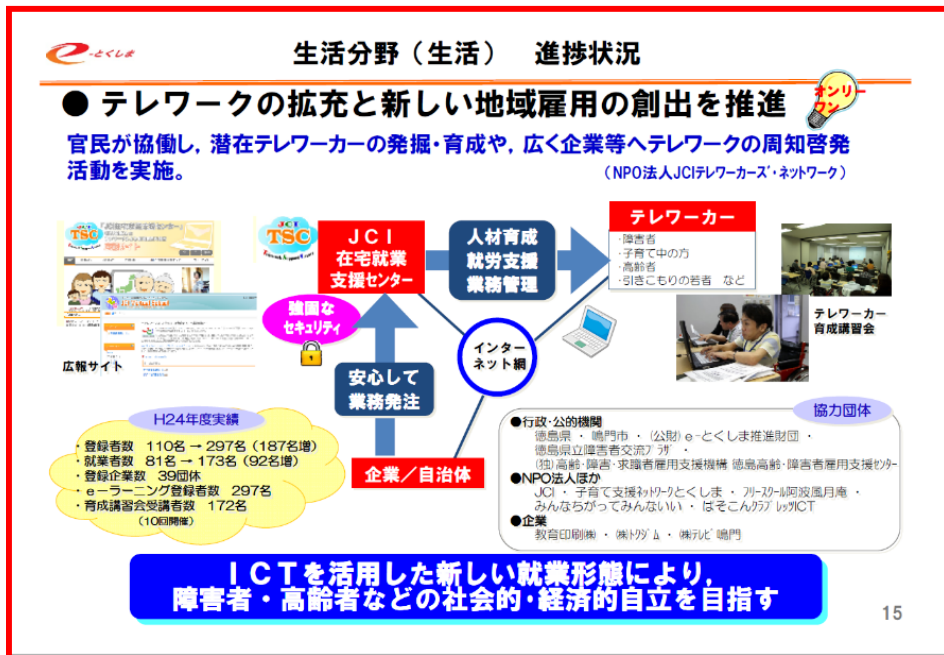 e-とくしま
生活分野(生活) 進捗状況
● テレワークの拡充と新しい地域雇用の創出を推進
オンリー
ワン
官民が協働し,潜在テレワーカーの発掘・育成や,広く企業等へテレワークの周知啓発
活動を実施。
(NPO法人JCIテレワーカーズ・ネットワーク)
JCI
TSC
広報サイト
JCI
TSC
JCI
在宅就業
支援センター
人材育成
就労支援
業務管理
テレワーカー
・障害者
・子育て中の方
・高齢者
・引きこもりの若者 など
テレワーカー
育成講習会
強固な
セキュリティ
インター
ネット網
安心して
業務発注
企業/自治体
H24年度実績
・登録者数 110名 → 297名 (187名増)
・就業者数 81名 → 173名 (92名増)
・登録企業数 39団体
・eーラーニング登録者数 297名
・育成講習会受講者数 172名
(10回開催)
協力団体
●行政・公的機関
徳島県 ・ 鳴門市 ・ (公財) e-とくしま推進財団 ・
徳島県立障害者交流プラザ ・
(独)高齢・障害・求職者雇用支援機構 徳島高齢・障害者雇用支援センター
●NPO法人ほか
JCI ・ 子育て支援ネットワークとくしま ・ フリースクール阿波風月庵 ・
みんなちがってみんないい ・ ぱそこんクラブ レッツICT
●企業
教育印刷㈱ ・ ㈱トクジム ・ ㈱テレビ鳴門
ICTを活用した新しい就業形態により,
障害者・高齢者などの社会的・経済的自立を目指す
15